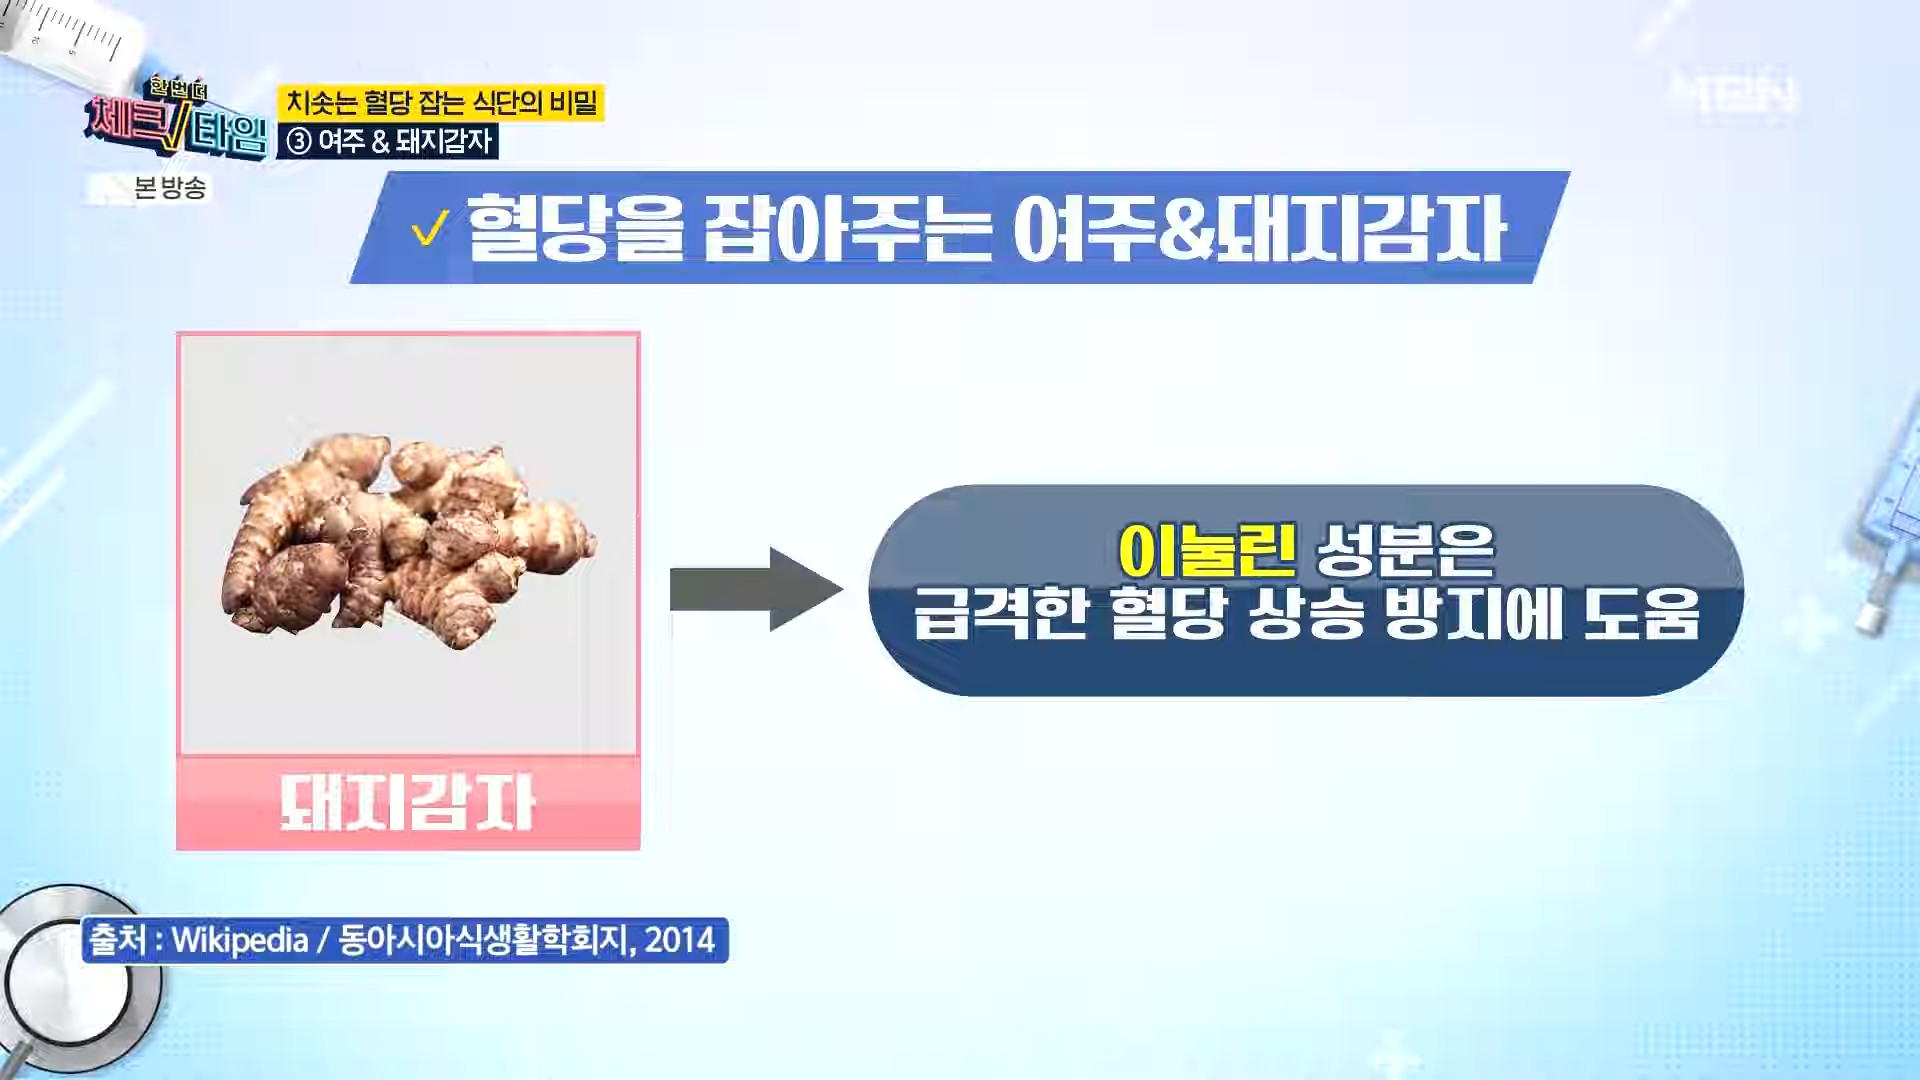 한번더
체크타임
치솟는 혈당 잡는 식단의 비밀
③ 여주 & 돼지감자
본방송
MBN
혈당을 잡아주는 여주&돼지감자
이눌린 성분은
급격한 혈당 상승 방지에 도움
돼지감자
출처 : Wikipedia / 동아시아식생활학회지, 2014